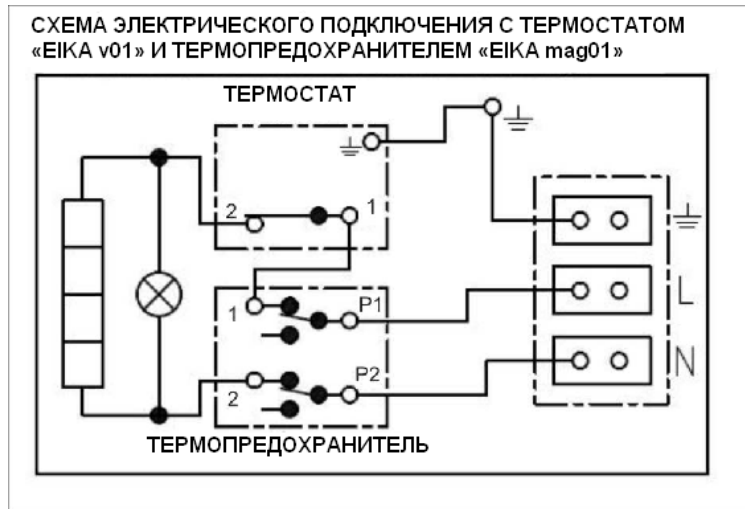 СХЕМА ЭЛЕКТРИЧЕСКОГО ПОДКЛЮЧЕНИЯ С ТЕРМОСТАТОМ
«EIKA v01» И ТЕРМОПРЕДОХРАНИТЕЛЕМ «EIKA mag01»
ТЕРМОСТАТ
2 1
1 P1 L
2 P2 N
ТЕРМОПРЕДОХРАНИТЕЛЬ